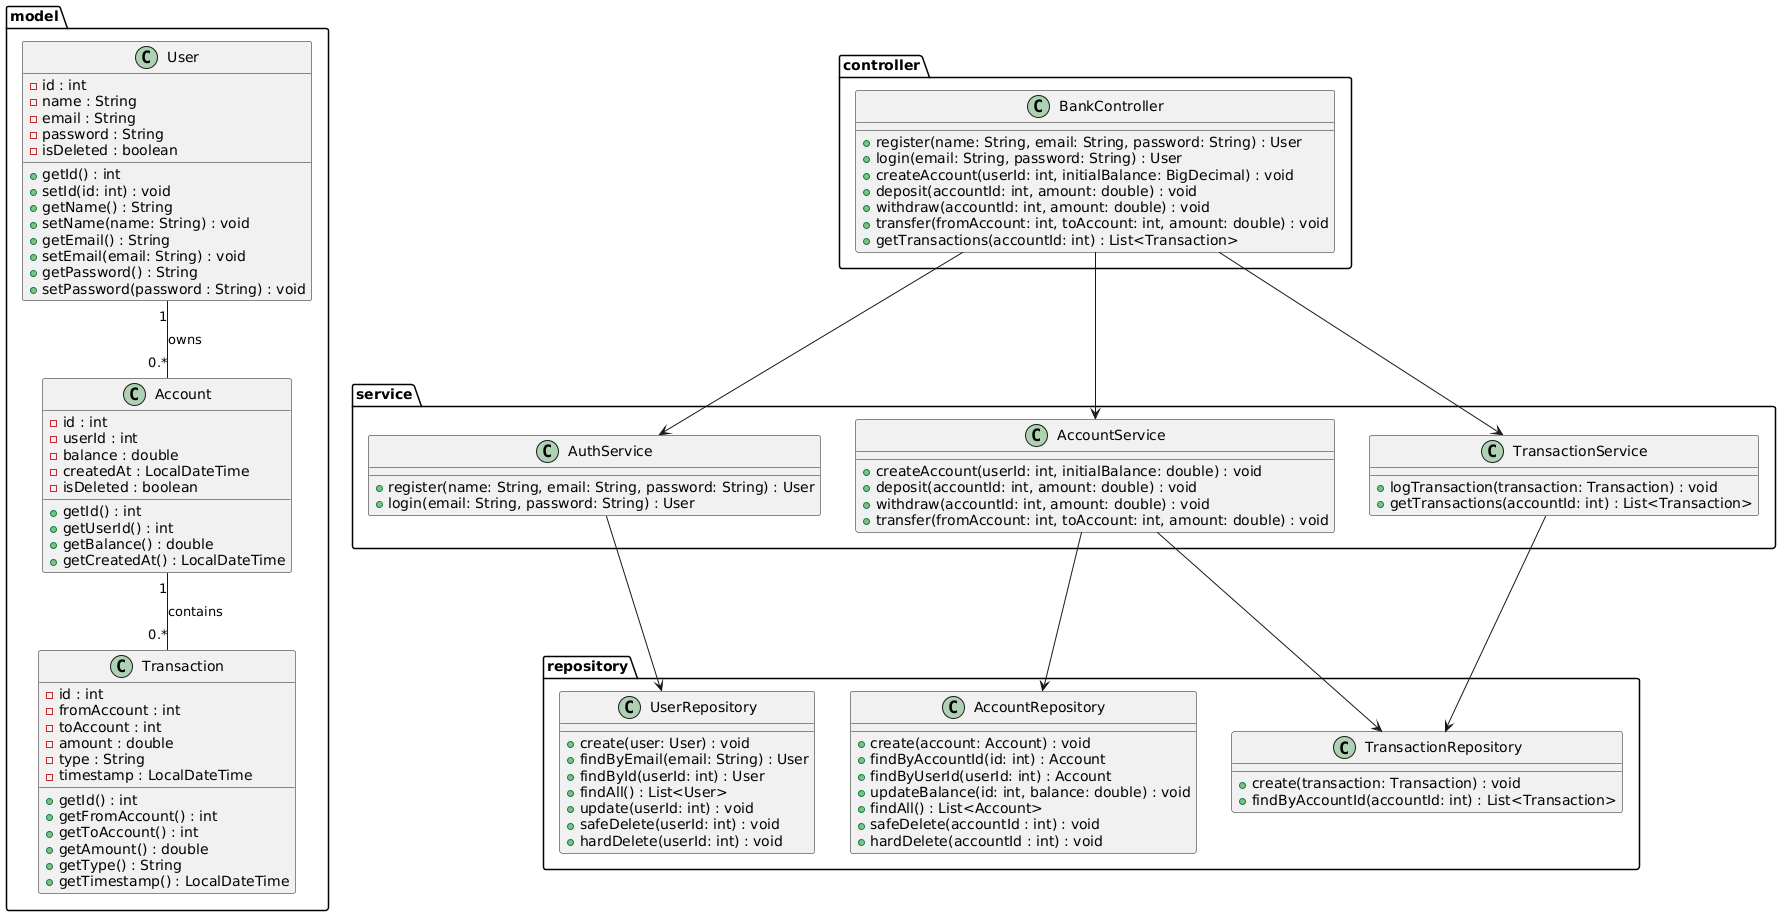 model
C User
id : int
name : String
email : String
password : String
isDeleted : boolean
getId() : int
setId(id: int) : void
getName() : String
setName(name: String) : void
getEmail() : String
setEmail(email: String) : void
getPassword() : String
setPassword(password : String) : void
1
owns
0.*
C Account
id : int
userId : int
balance : double
createdAt : LocalDateTime
isDeleted : boolean
getId() : int
getUserId() : int
getBalance() : double
getCreatedAt() : LocalDateTime
1
contains
0.*
C Transaction
id : int
fromAccount : int
toAccount : int
amount : double
type : String
timestamp : LocalDateTime
getId() : int
getFromAccount() : int
getToAccount() : int
getAmount() : double
getType() : String
getTimestamp() : LocalDateTime
controller
C BankController
register(name: String, email: String, password: String) : User
login(email: String, password: String) : User
createAccount(userId: int, initialBalance: BigDecimal) : void
deposit(accountId: int, amount: double) : void
withdraw(accountId: int, amount: double) : void
transfer(fromAccount: int, toAccount: int, amount: double) : void
getTransactions(accountId: int) : List<Transaction>
service
C AuthService
register(name: String, email: String, password: String) : User
login(email: String, password: String) : User
C AccountService
createAccount(userId: int, initialBalance: double) : void
deposit(accountId: int, amount: double) : void
withdraw(accountId: int, amount: double) : void
transfer(fromAccount: int, toAccount: int, amount: double) : void
C TransactionService
logTransaction(transaction: Transaction) : void
getTransactions(accountId: int) : List<Transaction>
repository
C UserRepository
create(user: User) : void
findByEmail(email: String) : User
findById(userId: int) : User
findAll() : List<User>
update(userId: int) : void
safeDelete(userId: int) : void
hardDelete(userId: int) : void
C AccountRepository
create(account: Account) : void
findByAccountId(id: int) : Account
findByUserId(userId: int) : Account
updateBalance(id: int, balance: double) : void
findAll() : List<Account>
safeDelete(accountId : int) : void
hardDelete(accountId : int) : void
C TransactionRepository
create(transaction: Transaction) : void
findByAccountId(accountId: int) : List<Transaction>